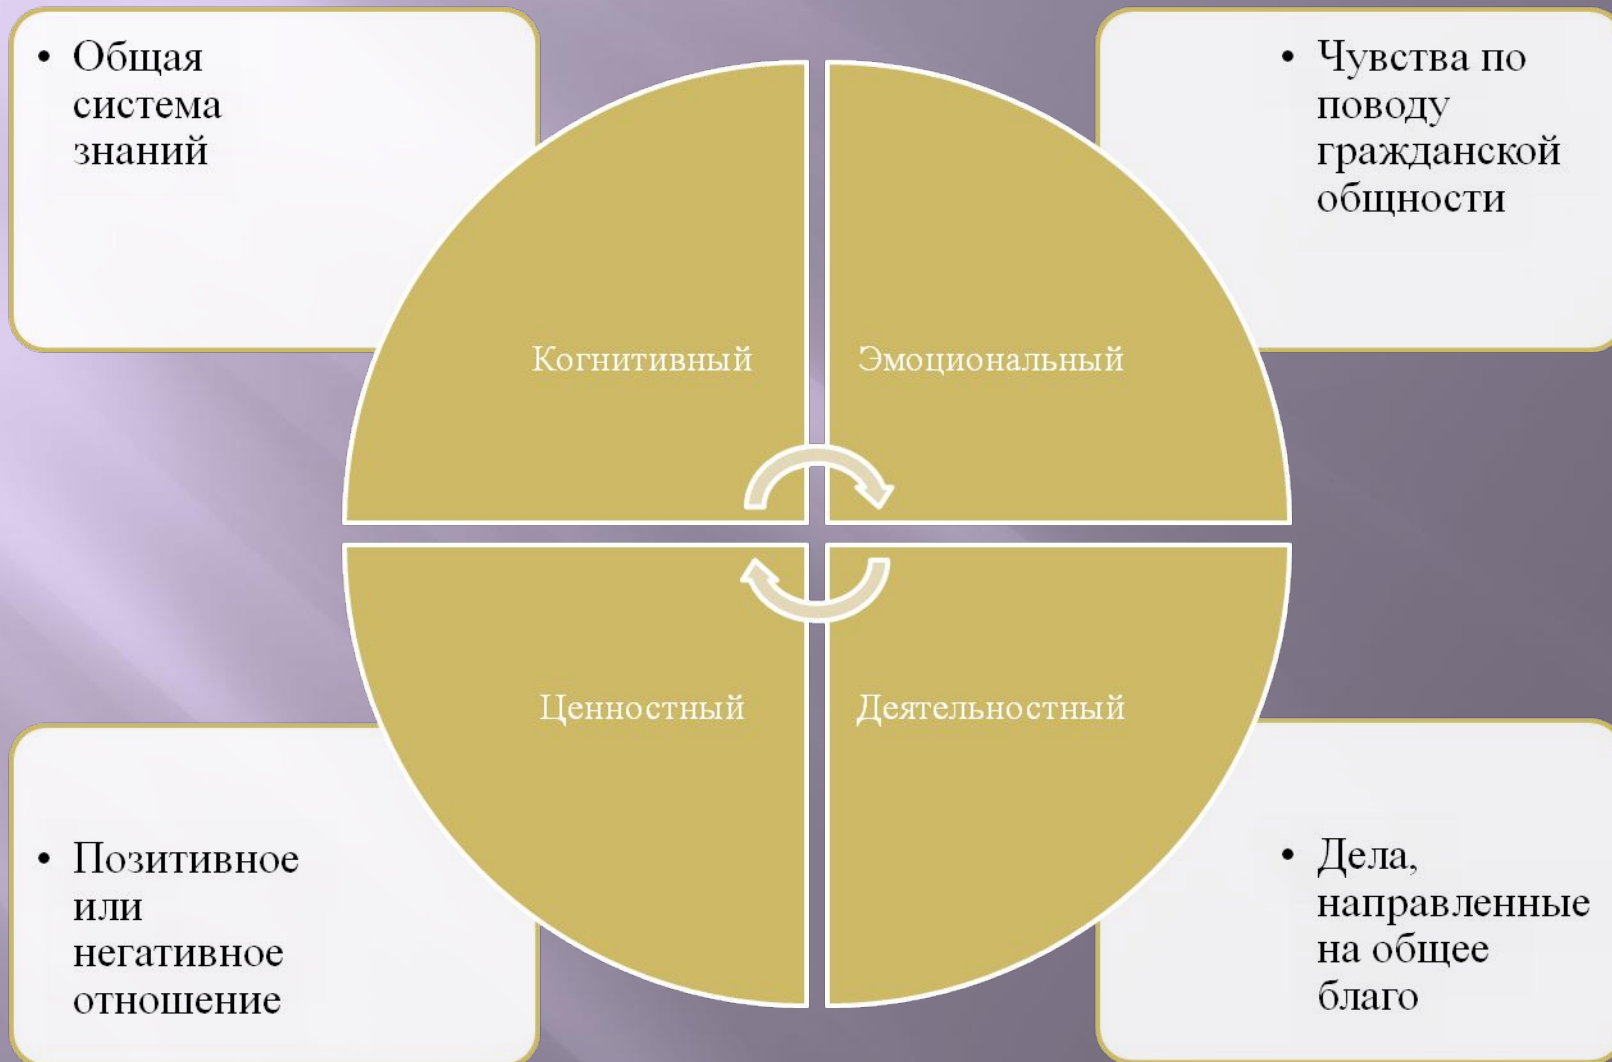 • Общая
система
знаний
• Чувства по
поводу
гражданской
общности
Когнитивный
Эмоциональный
Ценностный
Деятельностный
• Позитивное
или
негативное
отношение
• Дела,
направленные
на общее
благо